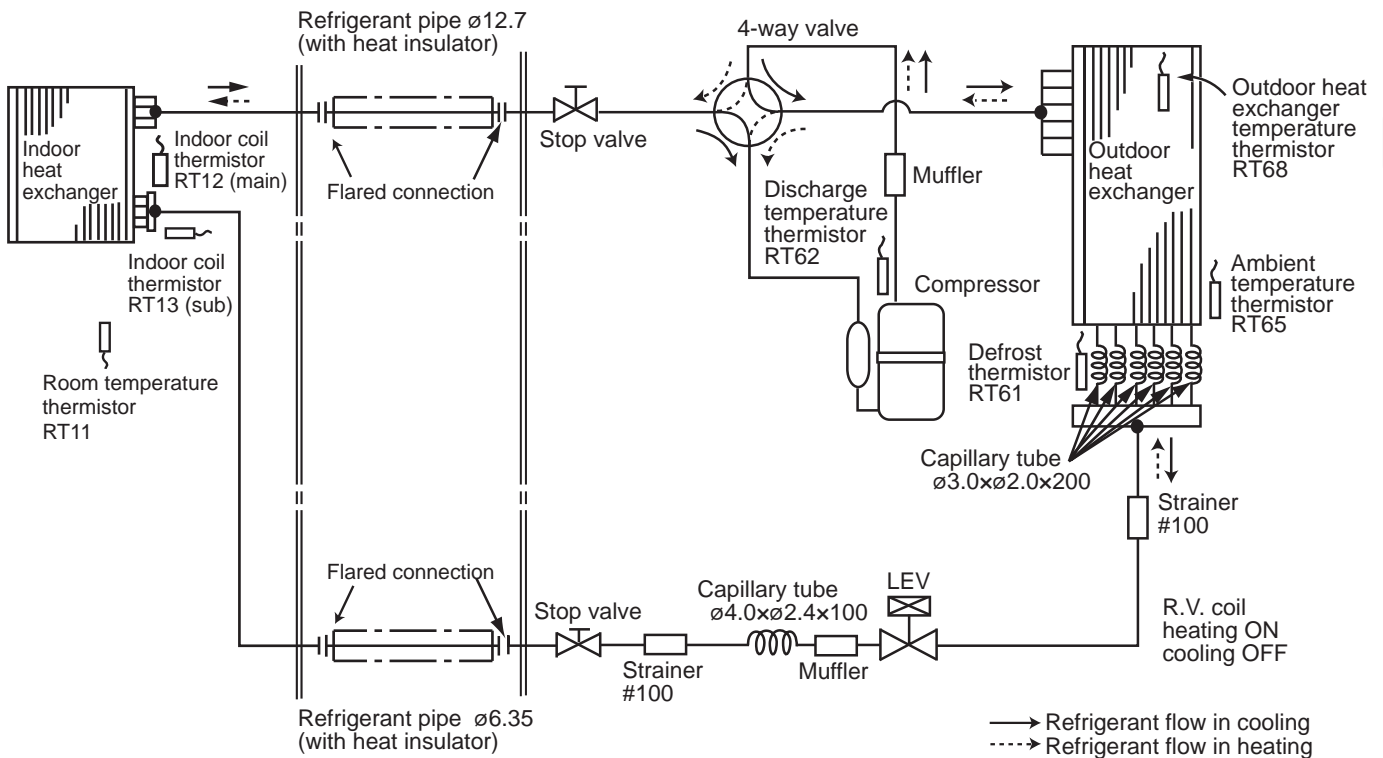 Refrigerant pipe ø12.7
(with heat insulator)
4-way valve
Indoor
heat
exchanger
Indoor coil
thermistor
RT12 (main)
Flared connection
Stop valve
Muffler
Discharge
temperature
thermistor
RT62
Compressor
Outdoor
heat
exchanger
Outdoor heat
exchanger
temperature
thermistor
RT68
Indoor coil
thermistor
RT13 (sub)
Room temperature
thermistor
RT11
Ambient
temperature
thermistor
RT65
Defrost
thermistor
RT61
Capillary tube
ø3.0×ø2.0×200
Strainer
#100
Flared connection
Stop valve
Strainer
#100
Capillary tube
ø4.0×ø2.4×100
Muffler
LEV
R.V. coil
heating ON
cooling OFF
Refrigerant pipe ø6.35
(with heat insulator)
Refrigerant flow in cooling
Refrigerant flow in heating